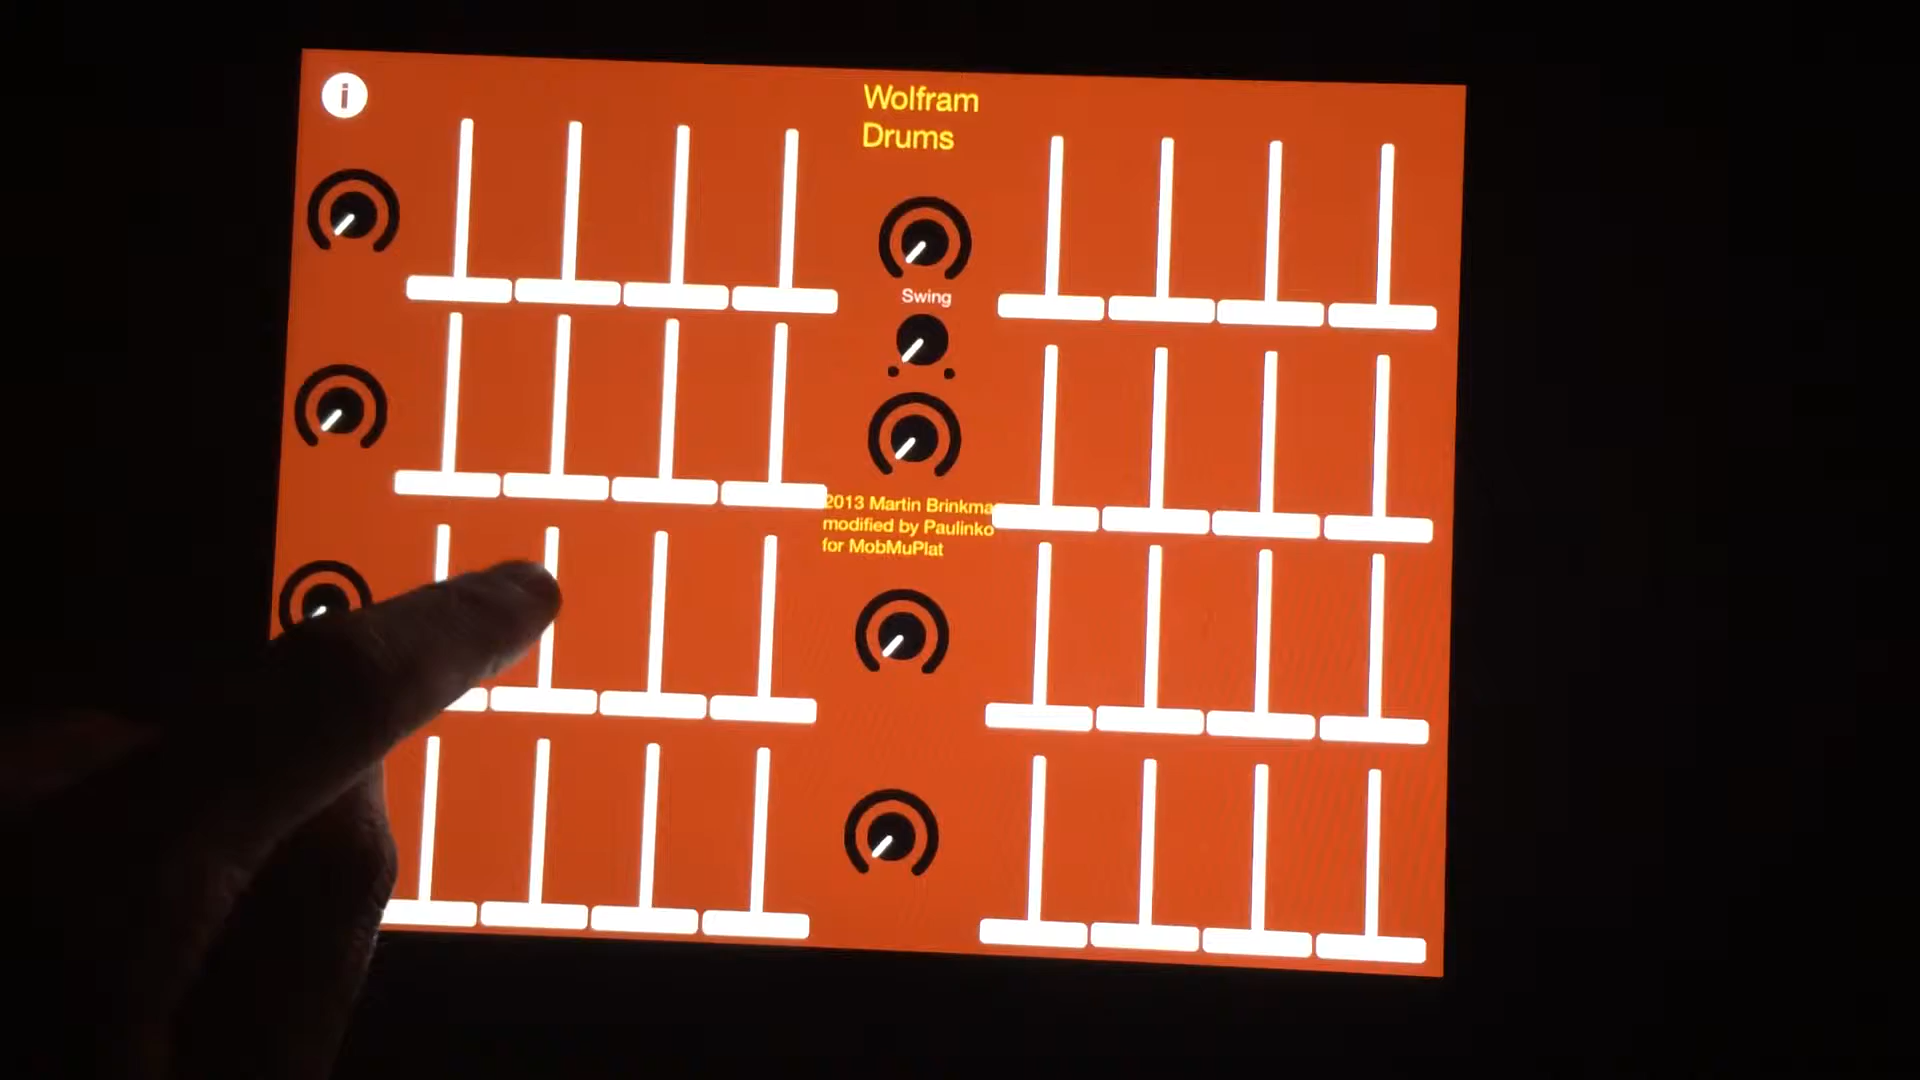 i
Wolfram
Drums
Swing
2013 Martin Brinkma
modified by Paulinko
for MobMuPlat